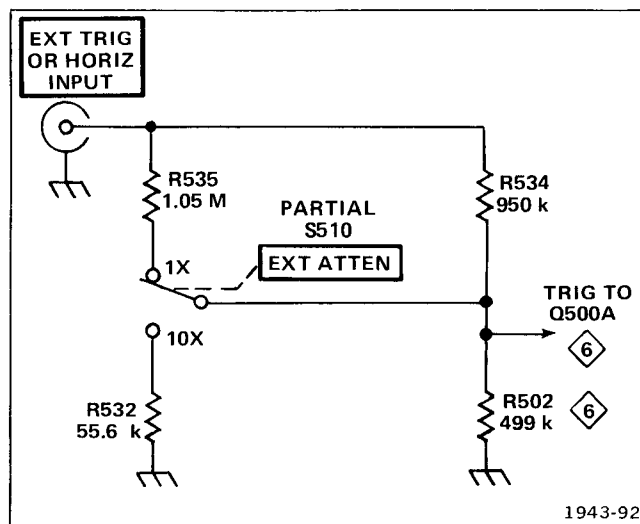 EXT TRIG
OR HORIZ
INPUT
R535
1.05 M
R534
950 k
PARTIAL
S510
EXT ATTEN
1X
10X
TRIG TO
Q500A
6
R532
55.6 k
R502
499 k
6
1943-92